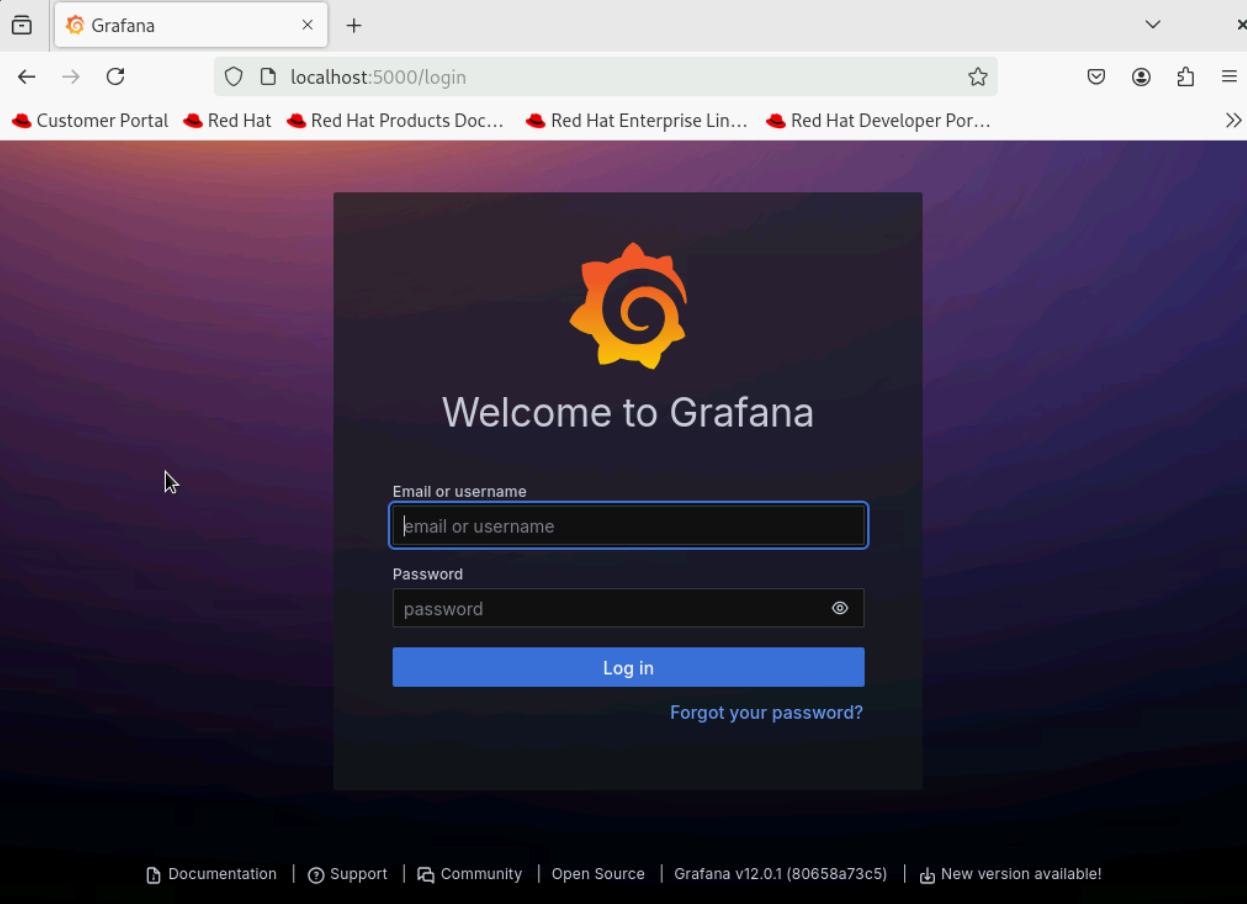 Grafana
localhost:5000/login
Customer Portal Red Hat Red Hat Products Doc... Red Hat Enterprise Lin... Red Hat Developer Por...
Welcome to Grafana
Email or username
email or username
Password
password
Log in
Forgot your password?
Documentation | Support | Community | Open Source | Grafana v12.0.1 (80658a73c5) | New version available!